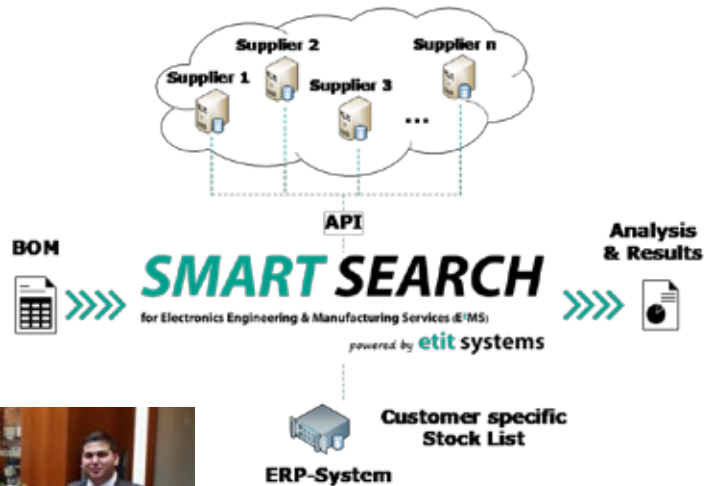 Supplier 2
Supplier n
Supplier 1
Supplier 3
...
API
BOM
Analysis
& Results
SMART SEARCH
for Electronics Engineering & Manufacturing Services (E²MS)
powered by etit systems
Customer specific
Stock List
ERP-System